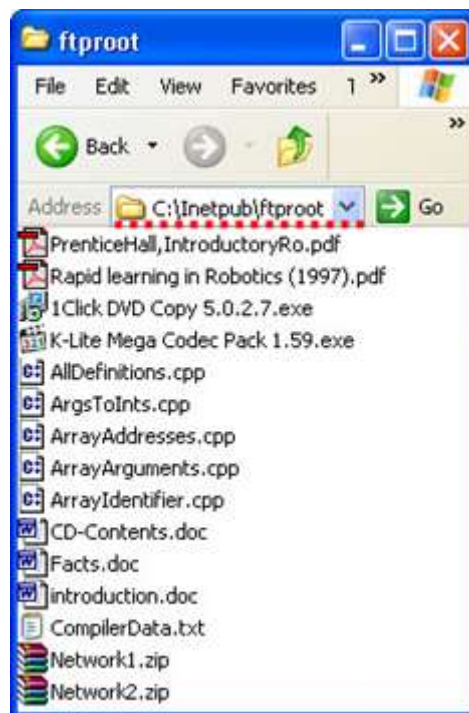 ftproot
File Edit View Favorites T »
Back »
Address C:\Inetpub\ftproot Go
PrenticeHall,IntroductoryRo.pdf
Rapid learning in Robotics (1997).pdf
1Click DVD Copy 5.0.2.7.exe
K-Lite Mega Codec Pack 1.59.exe
AllDefinitions.cpp
ArgsToInts.cpp
ArrayAddresses.cpp
ArrayArguments.cpp
ArrayIdentifier.cpp
CD-Contents.doc
Facts.doc
introduction.doc
CompilerData.txt
Network1.zip
Network2.zip